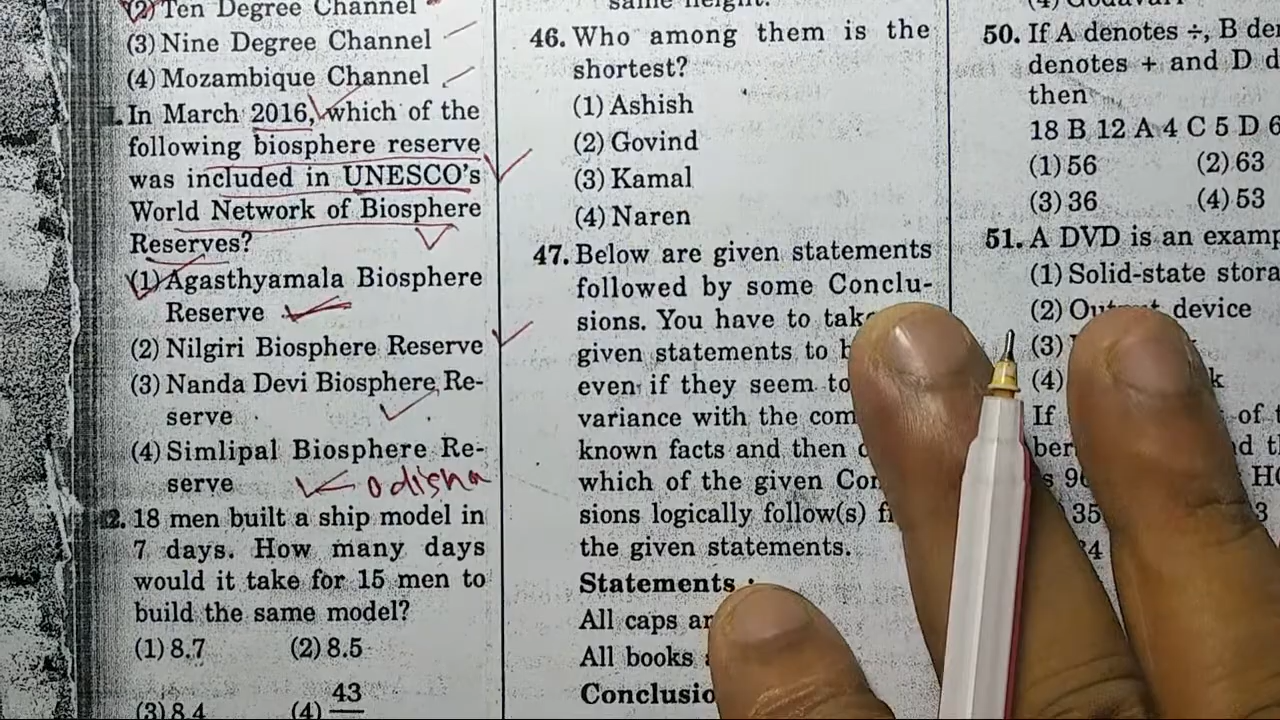 (2) Ten Degree Channel
(3) Nine Degree Channel
(4) Mozambique Channel
In March 2016, which of the
following biosphere reserve
was included in UNESCO's
World Network of Biosphere
Reserves?
(1) Agasthyamala Biosphere
Reserve
(2) Nilgiri Biosphere Reserve
(3) Nanda Devi Biosphere Re-
serve
(4) Simlipal Biosphere Re-
serve
Odisha
2. 18 men built a ship model in
7 days. How many days
would it take for 15 men to
build the same model?
(1) 8.7 (2) 8.5
(3) 8.4 (4) 43
same height.
46. Who among them is the
shortest?
(1) Ashish
(2) Govind
(3) Kamal
(4) Naren
47. Below are given statements
followed by some Conclu-
sions. You have to take
given statements to
even if they seem to
variance with the com
known facts and then
which of the given Con
sions logically follow(s)
the given statements.
Statements :
All caps
All books
Conclusio
(4) Godavari
50. If A denotes ÷, B
denotes + and D
then
18 B 12 A 4 C 5 D 6
(1) 56 (2) 63
(3) 36 (4) 53
51. A DVD is an examp
(1) Solid-state stora
(2) device
(3)
(4)
If of
35